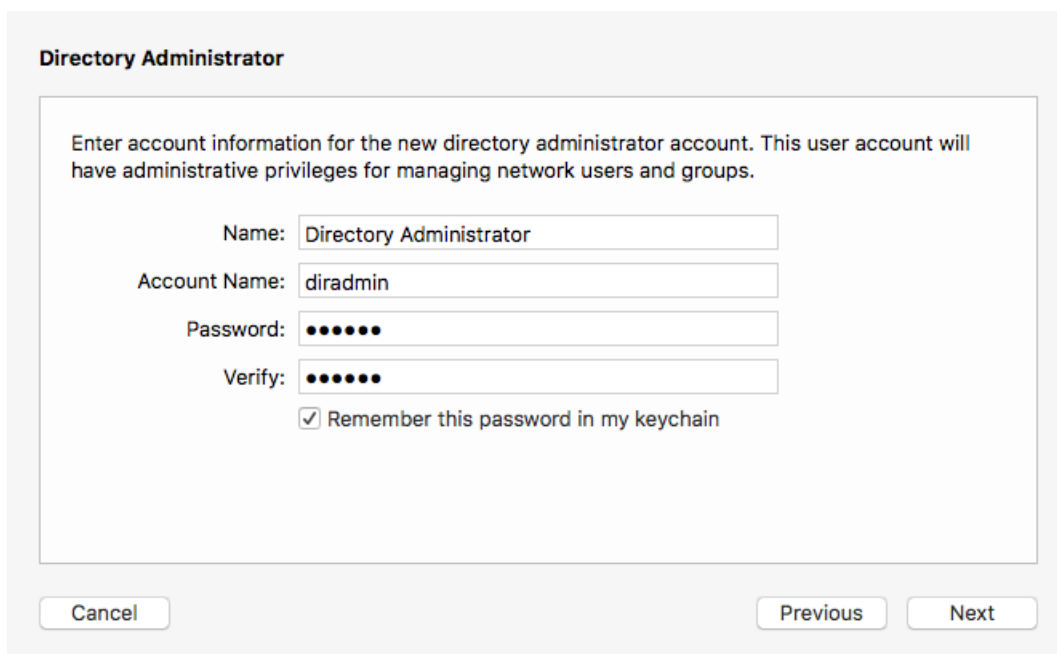 Directory Administrator
Enter account information for the new directory administrator account. This user account will
have administrative privileges for managing network users and groups.
Name: Directory Administrator
Account Name: diradmin
Password: ••••••
Verify: ••••••
✓ Remember this password in my keychain
Cancel Previous Next